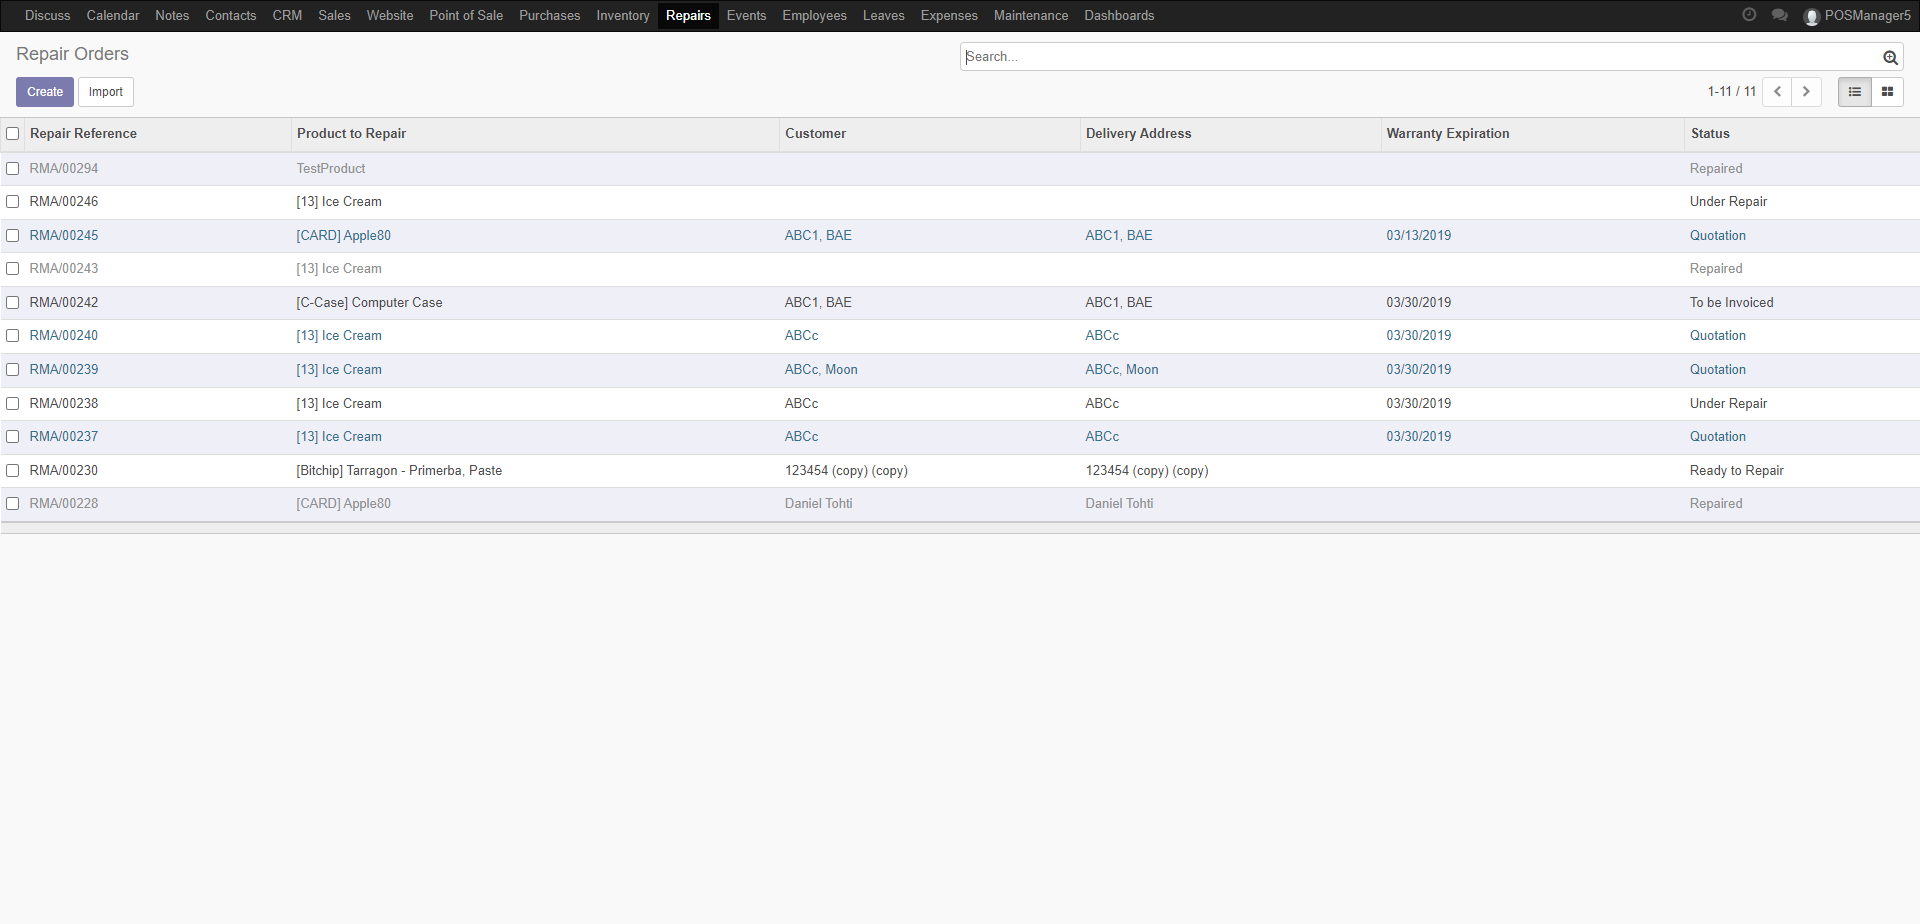 Discuss Calendar Notes Contacts CRM Sales Website Point of Sale Purchases Inventory Repairs Events Employees Leaves Expenses Maintenance Dashboards POSManager5
Repair Orders Search...
Create Import 1-11 / 11
Repair Reference Product to Repair Customer Delivery Address Warranty Expiration Status
RMA/00294 TestProduct Repaired
RMA/00246 [13] Ice Cream Under Repair
RMA/00245 [CARD] Apple80 ABC1, BAE ABC1, BAE 03/13/2019 Quotation
RMA/00243 [13] Ice Cream Repaired
RMA/00242 [C-Case] Computer Case ABC1, BAE ABC1, BAE 03/30/2019 To be Invoiced
RMA/00240 [13] Ice Cream ABCc ABCc 03/30/2019 Quotation
RMA/00239 [13] Ice Cream ABCc, Moon ABCc, Moon 03/30/2019 Quotation
RMA/00238 [13] Ice Cream ABCc ABCc 03/30/2019 Under Repair
RMA/00237 [13] Ice Cream ABCc ABCc 03/30/2019 Quotation
RMA/00230 [Bitchip] Tarragon - Primerba, Paste 123454 (copy) (copy) 123454 (copy) (copy) Ready to Repair
RMA/00228 [CARD] Apple80 Daniel Tohti Daniel Tohti Repaired